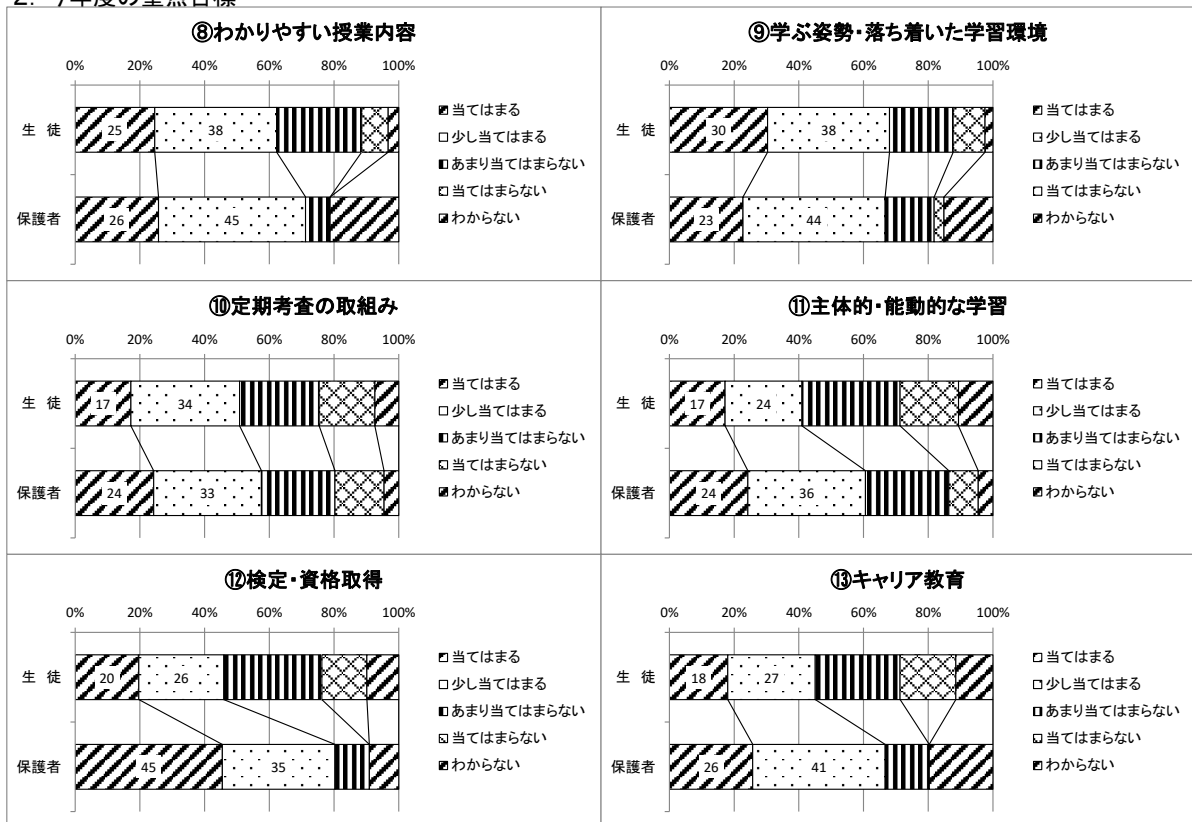 ⑧わかりやすい授業内容
0% 20% 40% 60% 80% 100%
生 徒 25 38
保護者 26 45
当てはまる
少し当てはまる
あまり当てはまらない
当てはまらない
わからない
⑨学ぶ姿勢・落ち着いた学習環境
0% 20% 40% 60% 80% 100%
生 徒 30 38
保護者 23 44
当てはまる
少し当てはまる
あまり当てはまらない
当てはまらない
わからない
⑩定期考査の取組み
0% 20% 40% 60% 80% 100%
生 徒 17 34
保護者 24 33
当てはまる
少し当てはまる
あまり当てはまらない
当てはまらない
わからない
⑪主体的・能動的な学習
0% 20% 40% 60% 80% 100%
生 徒 17 24
保護者 24 36
当てはまる
少し当てはまる
あまり当てはまらない
当てはまらない
わからない
⑫検定・資格取得
0% 20% 40% 60% 80% 100%
生 徒 20 26
保護者 45 35
当てはまる
少し当てはまる
あまり当てはまらない
当てはまらない
わからない
⑬キャリア教育
0% 20% 40% 60% 80% 100%
生 徒 18 27
保護者 26 41
当てはまる
少し当てはまる
あまり当てはまらない
当てはまらない
わからない